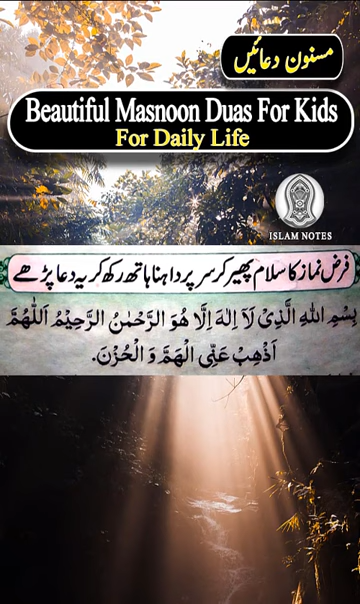 مسنون دعائیں
Beautiful Masnoon Duas For Kids
For Daily Life
ISLAM NOTES
فرض نماز کا سلام پھیر کر سر پر داہنا ہاتھ رکھ کر یہ دعا پڑھے
بِسْمِ اللّٰهِ الَّذِیْ لَآ اِلٰهَ اِلَّا هُوَ الرَّحْمٰنُ الرَّحِیْمُ اَللّٰهُمَّ
اَذْهِبْ عَنِّی الْهَمَّ وَ الْحُزْنَ.